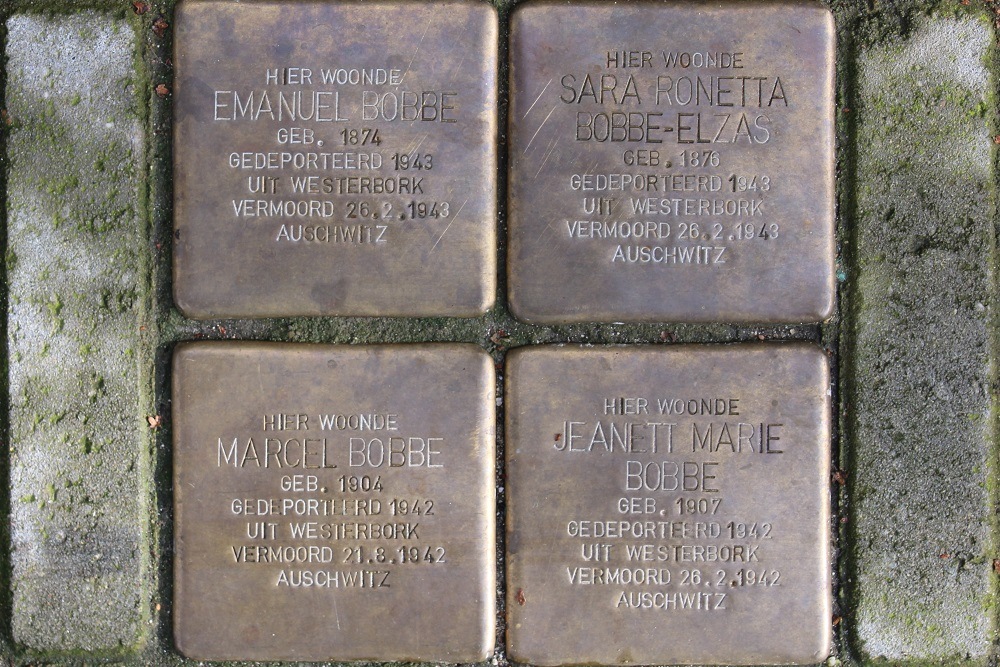 HIER WOONDE
EMANUEL BOBBE
GEB. 1874
GEDEPORTEERD 1943
UIT WESTERBORK
VERMOORD 26.2.1943
AUSCHWITZ
HIER WOONDE
SARA RONETTA
BOBBE-ELZAS
GEB. 1876
GEDEPORTEERD 1943
UIT WESTERBORK
VERMOORD 26.2.1943
AUSCHWITZ
HIER WOONDE
MARCEL BOBBE
GEB. 1904
GEDEPORTEERD 1942
UIT WESTERBORK
VERMOORD 21.8.1942
AUSCHWITZ
HIER WOONDE
JEANETT MARIE
BOBBE
GEB. 1907
GEDEPORTEERD 1942
UIT WESTERBORK
VERMOORD 26.2.1942
AUSCHWITZ